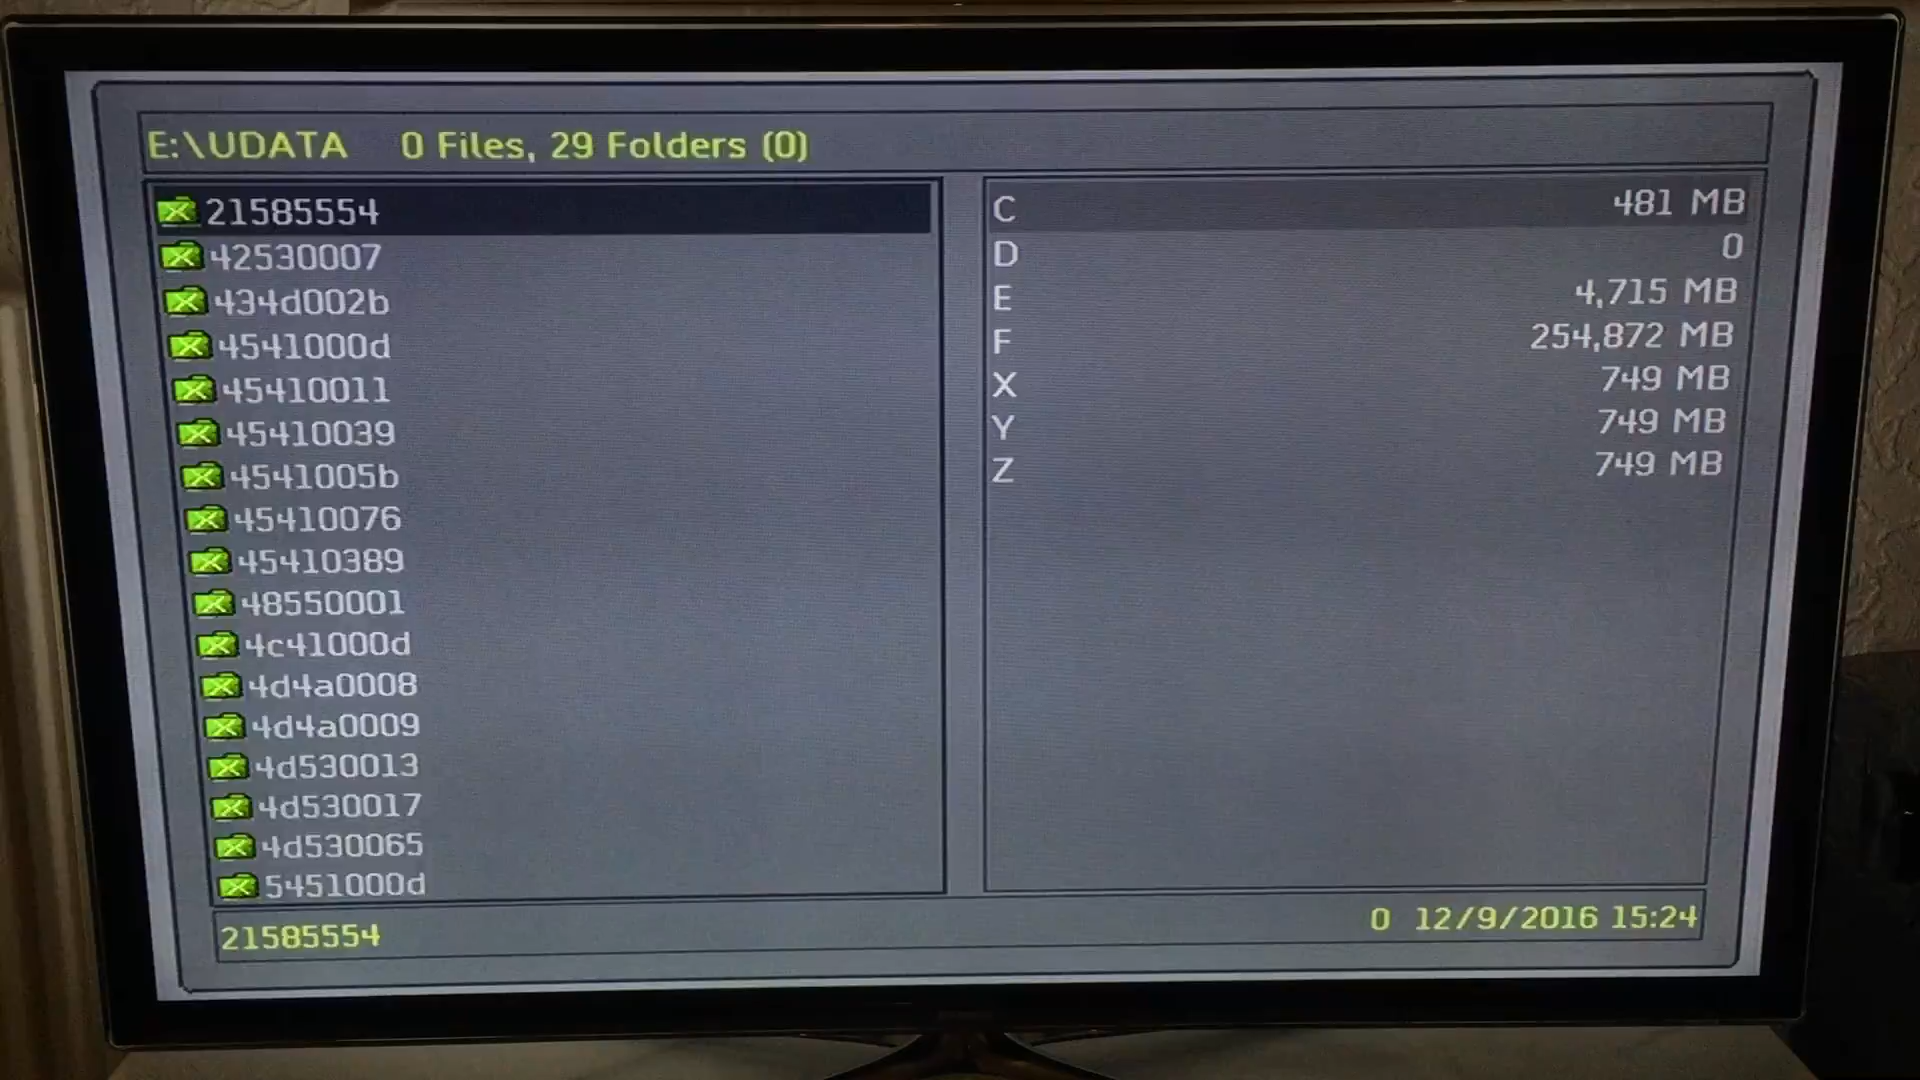 E:\UDATA 0 Files, 29 Folders (0)
21585554
42530007
434d002b
4541000d
45410011
45410039
4541005b
45410076
45410389
48550001
4c41000d
4d4a0008
4d4a0009
4d530013
4d530017
4d530065
5451000d
C 481 MB
D 0
E 4,715 MB
F 254,872 MB
X 749 MB
Y 749 MB
Z 749 MB
21585554 0 12/9/2016 15:24